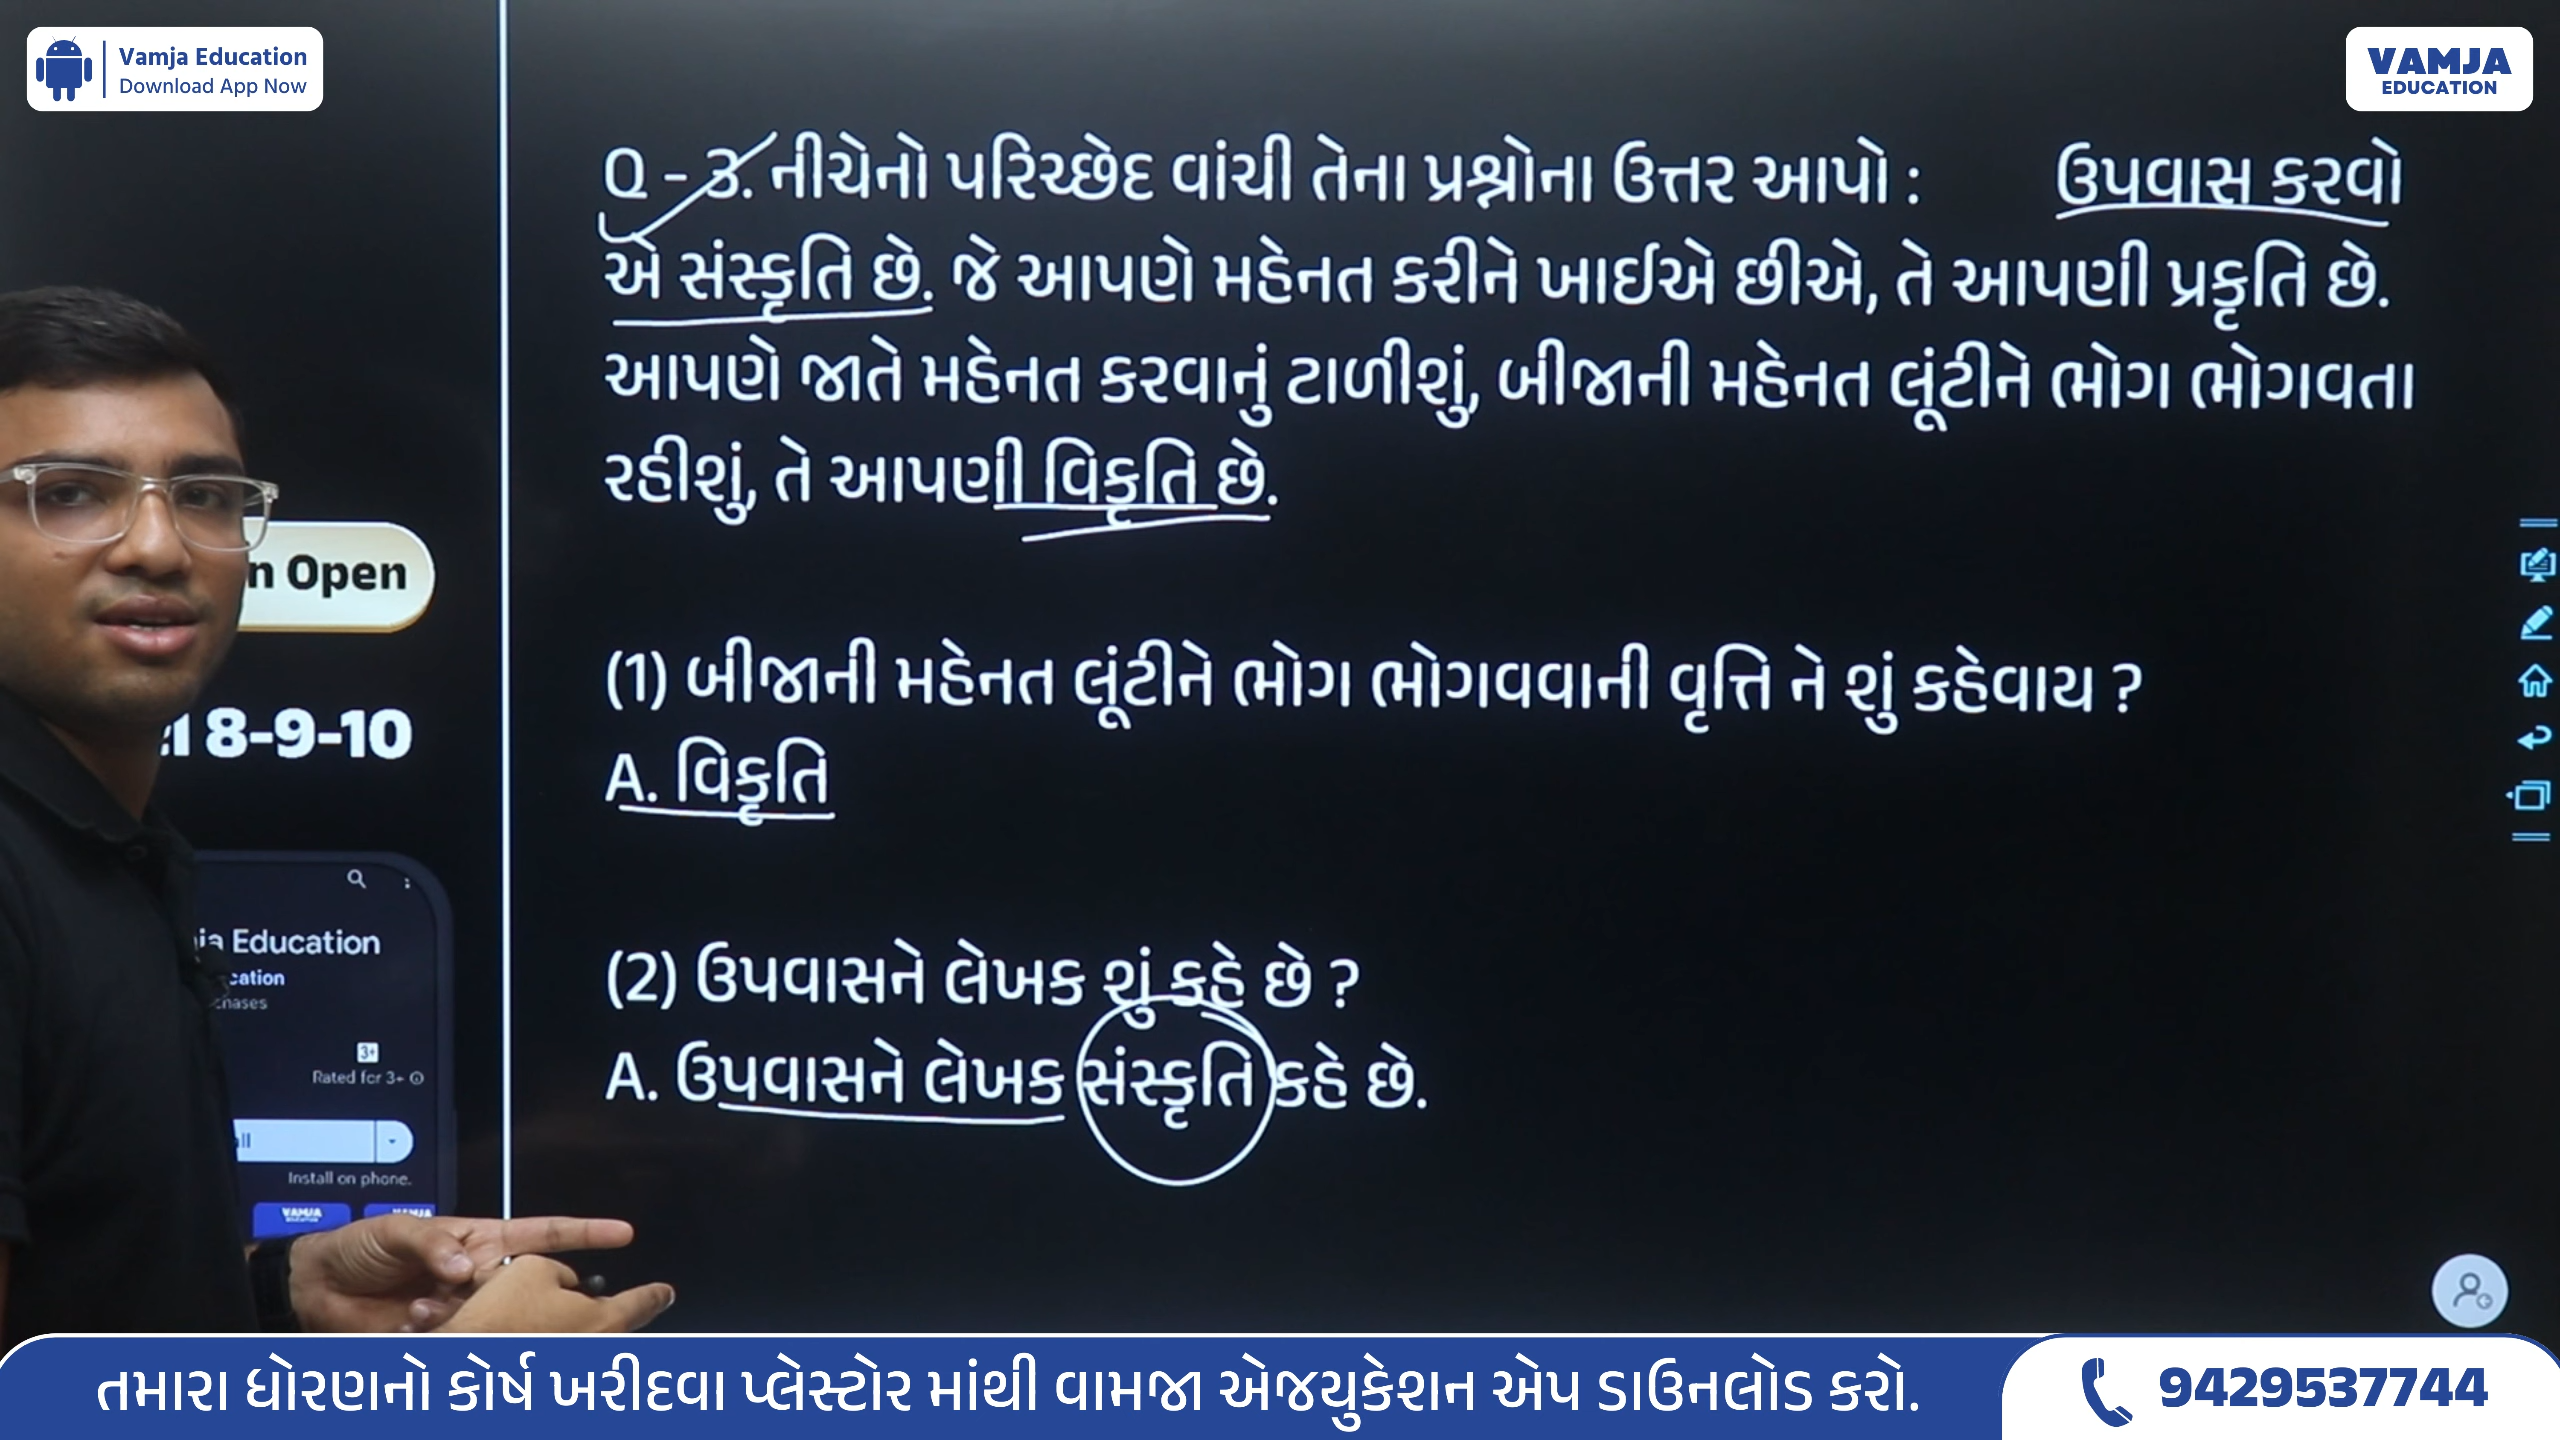 Vamja Education
Download App Now
VAMJA
EDUCATION
Q - ૩. નીચેનો પરિચ્છેદ વાંચી તેના પ્રશ્નોના ઉત્તર આપો : ઉપવાસ કરવો
એ સંસ્કૃતિ છે. જે આપણે મહેનત કરીને ખાઈએ છીએ, તે આપણી પ્રકૃતિ છે.
આપણે જાતે મહેનત કરવાનું ટાળીશું, બીજાની મહેનત લૂંટીને ભોગ ભોગવતા
રહીશું, તે આપણી વિકૃતિ છે.
(1) બીજાની મહેનત લૂંટીને ભોગ ભોગવવાની વૃત્તિ ને શું કહેવાય ?
A. વિકૃતિ
(2) ઉપવાસને લેખક શું કહે છે ?
A. ઉપવાસને લેખક સંસ્કૃતિ કહે છે.
Open
8-9-10
Education
3+
Rated for 3+
Install on phone.
VAMJA
તમારા ધોરણનો કોર્ષ ખરીદવા પ્લેસ્ટોર માંથી વામજા એજયુકેશન એપ ડાઉનલોડ કરો.
9429537744